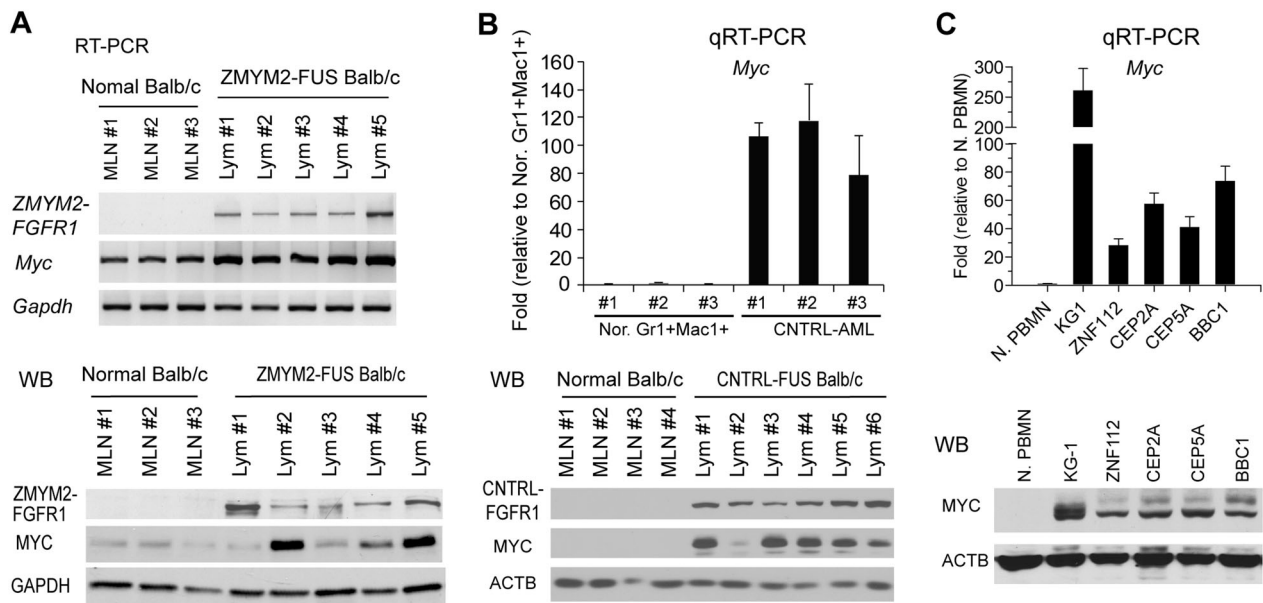 A
RT-PCR
Nomal Balb/c
ZMYM2-FUS Balb/c
MLN #1
MLN #2
MLN #3
Lym #1
Lym #2
Lym #3
Lym #4
Lym #5
ZMYM2-
FGFR1
Myc
Gapdh
WB
Normal Balb/c
ZMYM2-FUS Balb/c
MLN #1
MLN #2
MLN #3
Lym #1
Lym #2
Lym #3
Lym #4
Lym #5
ZMYM2-
FGFR1
MYC
GAPDH
B
qRT-PCR
Myc
Fold (relative to Nor. Gr1+Mac1+)
160
140
120
100
80
60
40
20
0
#1
#2
#3
#1
#2
#3
Nor. Gr1+Mac1+
CNTRL-AML
WB
Normal Balb/c
CNTRL-FUS Balb/c
MLN #1
MLN #2
MLN #3
MLN #4
Lym #1
Lym #2
Lym #3
Lym #4
Lym #5
Lym #6
CNTRL-
FGFR1
MYC
ACTB
C
qRT-PCR
Myc
Fold (relative to N. PBMN)
300
250
200
100
80
60
40
20
0
N. PBMN
KG1
ZNF112
CEP2A
CEP5A
BBC1
WB
N. PBMN
KG-1
ZNF112
CEP2A
CEP5A
BBC1
MYC
ACTB